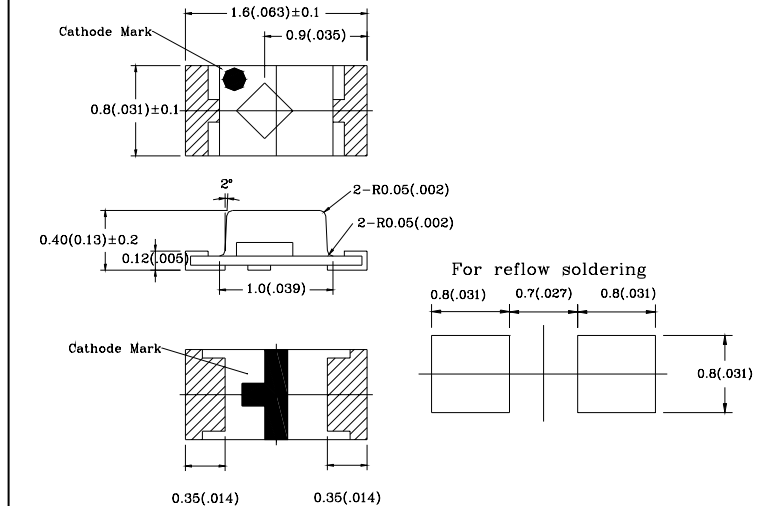 1.6(.063)±0.1
Cathode Mark
0.9(.035)
0.8(.031)±0.1
2°
2-R0.05(.002)
2-R0.05(.002)
0.40(0.13)±0.2
0.12(.005)
1.0(.039)
For reflow soldering
0.8(.031) 0.7(.027) 0.8(.031)
Cathode Mark
0.8(.031)
0.35(.014) 0.35(.014)